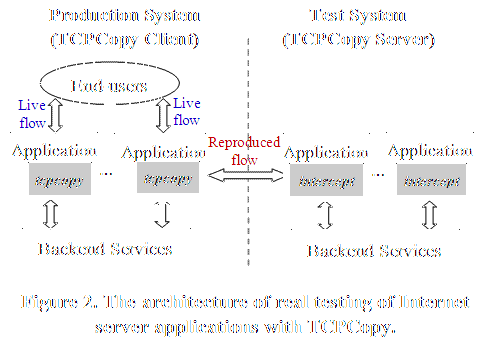 Production System
(TCPCopy Client)
Test System
(TCPCopy Server)
End users
Live
flow
Live
flow
Reproduced
flow
Application
Application
Application
Application
tcpcopy
...
tcpcopy
intercept
...
intercept
Backend Services
Backend Services
Figure 2. The architecture of real testing of Internet
server applications with TCPCopy.